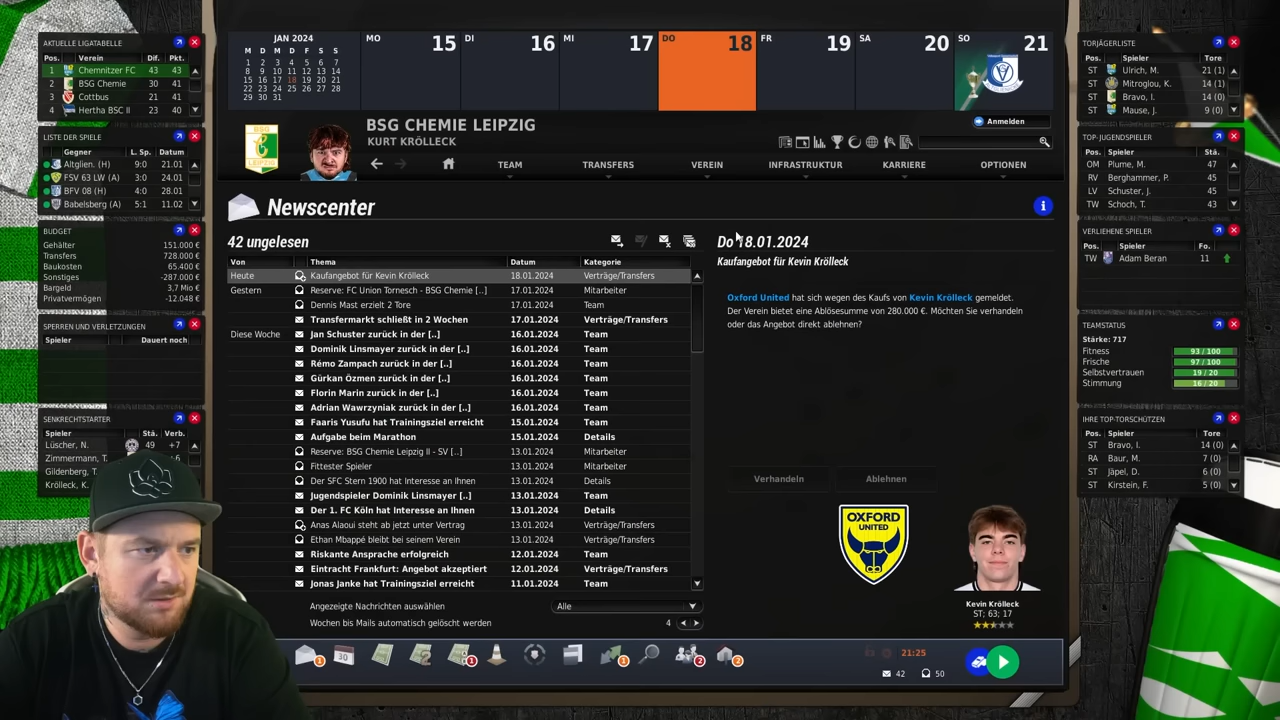 AKTUELLE LIGATABELLE
Pos. Verein Dif. Pkt.
1 Chemnitzer FC 43 43
2 BSG Chemie 30 41
3 Cottbus 21 41
4 Hertha BSC II 23 40
LISTE DER SPIELE
Gegner L. Sp. Datum
Altglien. (H) 9:0 21.01
FSV 63 LW (A) 3:0 24.01
BFV 08 (H) 4:0 28.01
Babelsberg (A) 5:1 11.02
BUDGET
Gehälter 151.000 €
Transfers 728.000 €
Baukosten 65.400 €
Sonstiges -287.000 €
Bargeld 3,7 Mio €
Privatvermögen -12.048 €
SPERREN UND VERLETZUNGEN
Spieler Dauert noch
SENKRECHTSTARTER
Spieler Stä. Verb.
Lüscher, N. 49 +7
Zimmermann, T.
Gildenberg, T.
Krölleck, K.
JAN 2024
M D M D F S S
1 2 3 4 5 6 7
8 9 10 11 12 13 14
15 16 17 18 19 20 21
22 23 24 25 26 27 28
29 30 31
MO 15 DI 16 MI 17 DO 18 FR 19 SA 20 SO 21
Anmelden
BSG CHEMIE LEIPZIG
KURT KRÖLLECK
TEAM TRANSFERS VEREIN INFRASTRUKTUR KARRIERE OPTIONEN
Newscenter
42 ungelesen
Von Thema Datum Kategorie
Heute Kaufangebot für Kevin Krölleck 18.01.2024 Verträge/Transfers
Gestern Reserve: FC Union Tornesch - BSG Chemie [..] 17.01.2024 Mitarbeiter
Dennis Mast erzielt 2 Tore 17.01.2024 Team
Transfermarkt schließt in 2 Wochen 17.01.2024 Verträge/Transfers
Diese Woche Jan Schuster zurück in der [..] 16.01.2024 Team
Dominik Linsmayer zurück in der [..] 16.01.2024 Team
Rémo Zampach zurück in der [..] 16.01.2024 Team
Gürkan Özmen zurück in der [..] 16.01.2024 Team
Florin Marin zurück in der [..] 16.01.2024 Team
Adrian Wawrzyniak zurück in der [..] 16.01.2024 Team
Faaris Yusufu hat Trainingsziel erreicht 15.01.2024 Team
Aufgabe beim Marathon 15.01.2024 Details
Reserve: BSG Chemie Leipzig II - SV [..] 13.01.2024 Mitarbeiter
Fittester Spieler 13.01.2024 Mitarbeiter
Der SFC Stern 1900 hat Interesse an Ihnen 13.01.2024 Details
Jugendspieler Dominik Linsmayer [..] 13.01.2024 Team
Der 1. FC Köln hat Interesse an Ihnen 13.01.2024 Details
Anas Alaoui steht ab jetzt unter Vertrag 13.01.2024 Verträge/Transfers
Ethan Mbappé bleibt bei seinem Verein 13.01.2024 Verträge/Transfers
Riskante Ansprache erfolgreich 12.01.2024 Team
Eintracht Frankfurt: Angebot akzeptiert 12.01.2024 Verträge/Transfers
Jonas Janke hat Trainingsziel erreicht 11.01.2024 Team
Angezeigte Nachrichten auswählen Alle
Wochen bis Mails automatisch gelöscht werden 4
Do 18.01.2024
Kaufangebot für Kevin Krölleck
Oxford United hat sich wegen des Kaufs von Kevin Krölleck gemeldet.
Der Verein bietet eine Ablösesumme von 280.000 €. Möchten Sie verhandeln
oder das Angebot direkt ablehnen?
Verhandeln Ablehnen
OXFORD
UNITED
Kevin Krölleck
ST; 63; 17
1 30 2 1 1 2 2
21:25
42 50
TORJÄGERLISTE
Spieler Tore
ST Ulrich, M. 21 (1)
ST Mitroglou, K. 14 (1)
ST Bravo, I. 14 (0)
ST Mause, J. 9 (0)
TOP-JUGENDSPIELER
Pos. Spieler Stä.
OM Plume, M. 47
RV Berghammer, P. 45
LV Schuster, J. 45
TW Schoch, T. 43
VERLIEHENE SPIELER
Pos. Spieler Fo.
TW Adam Beran 11
TEAMSTATUS
Stärke: 717
Fitness 93 / 100
Frische 97 / 100
Selbstvertrauen 19 / 20
Stimmung 16 / 20
IHRE TOP-TORSCHÜTZEN
Pos. Spieler Tore
ST Bravo, I. 14 (0)
RA Baur, M. 7 (0)
ST Jäpel, D. 6 (0)
ST Kirstein, F. 5 (0)